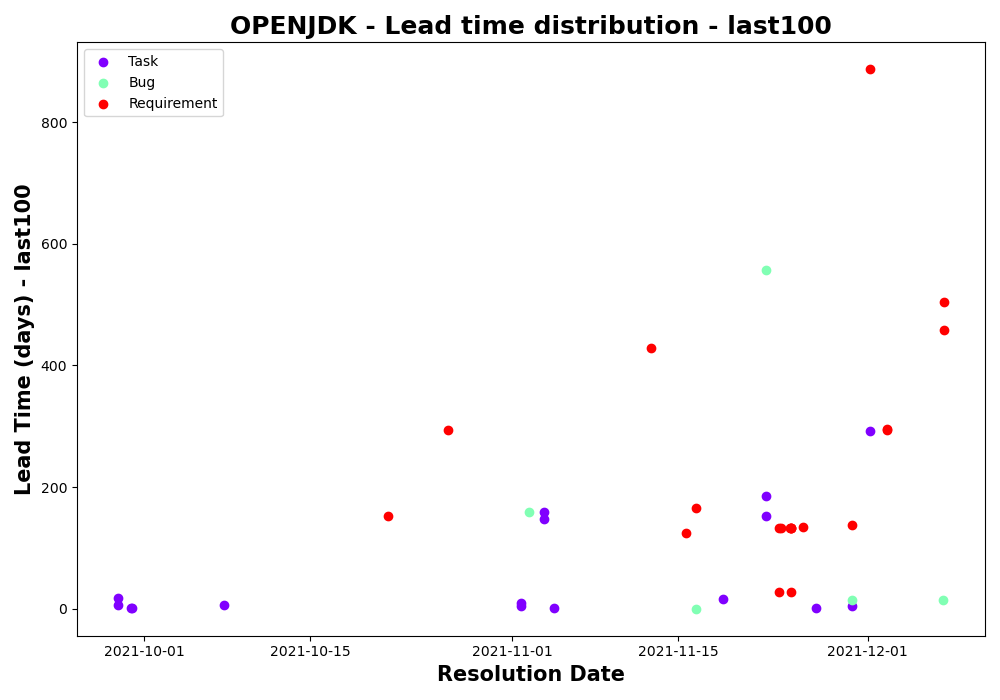 OPENJDK - Lead time distribution - last100
Task
Bug
Requirement
Lead Time (days) - last100
800
600
400
200
0
2021-10-01
2021-10-15
2021-11-01
2021-11-15
2021-12-01
Resolution Date